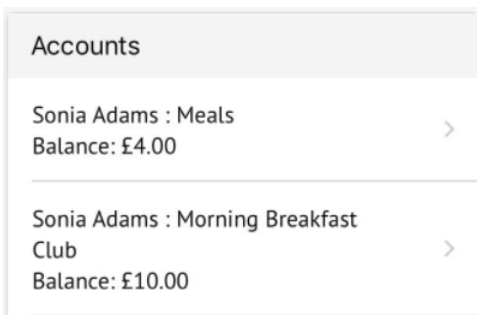 Accounts
Sonia Adams : Meals
Balance: £4.00
Sonia Adams : Morning Breakfast
Club
Balance: £10.00